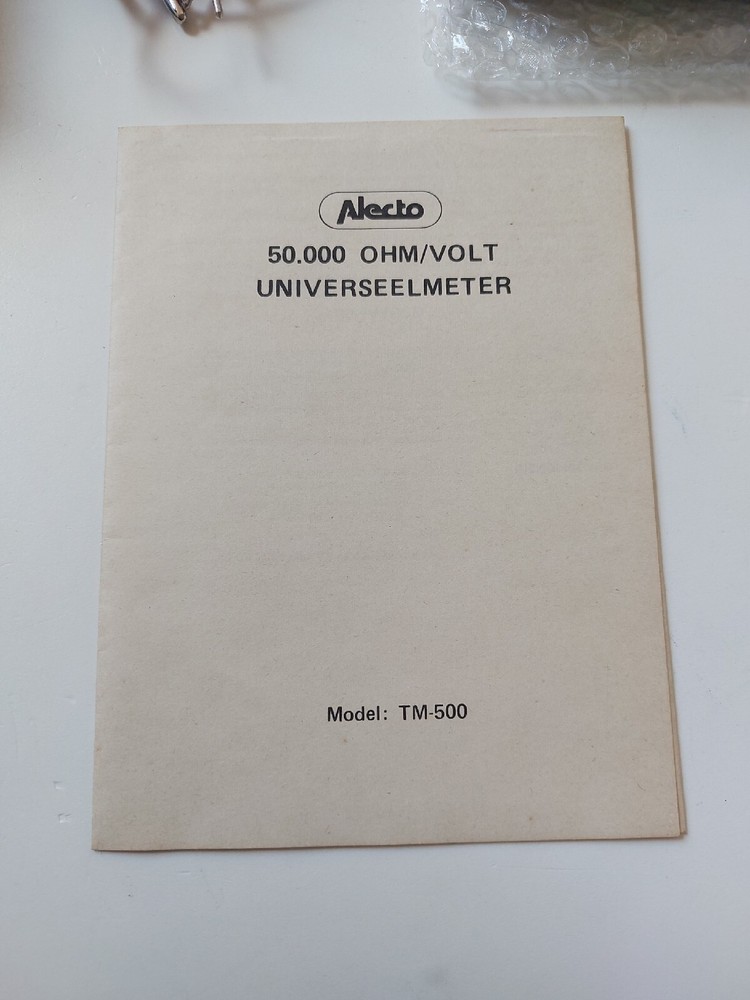 Alecto
50.000 OHM/VOLT
UNIVERSEELMETER
Model: TM-500